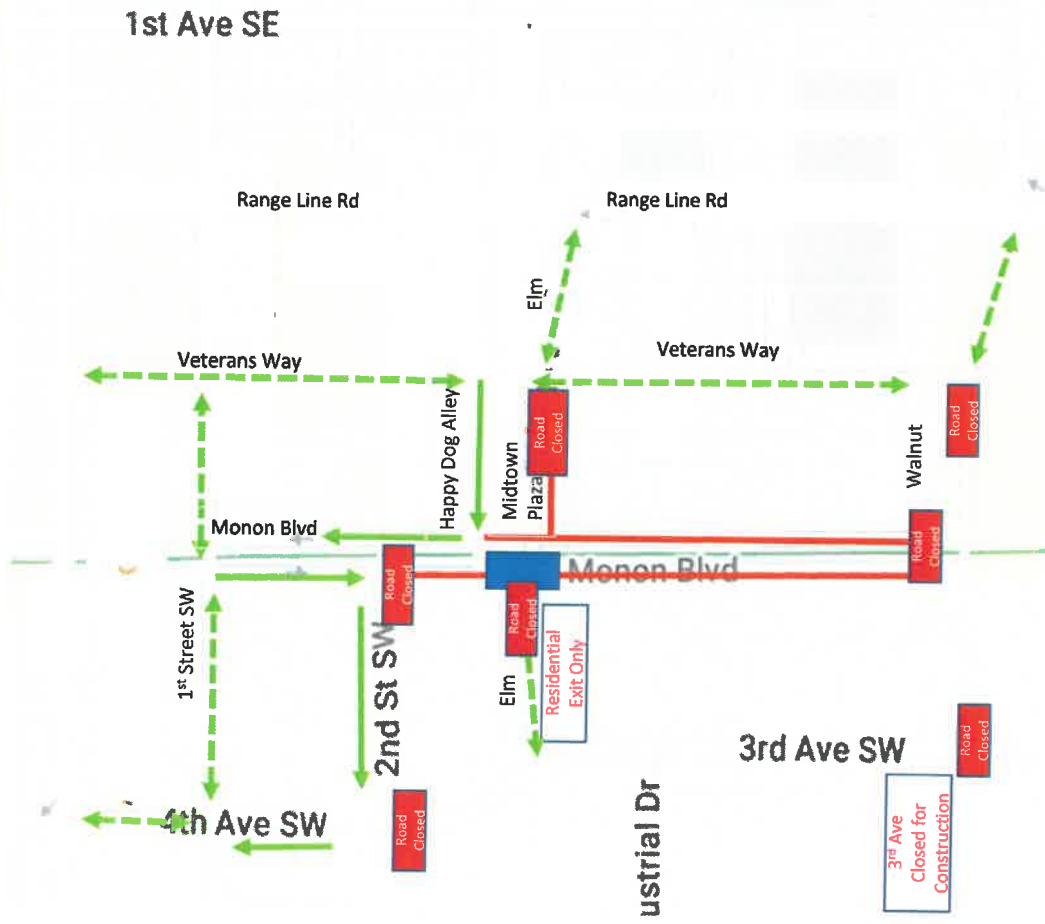 1st Ave SE
Range Line Rd
Range Line Rd
Elm
Veterans Way
Veterans Way
Happy Dog Alley
Midtown
Plaza
Road
Closed
Walnut
Road
Closed
Monon Blvd
Road
Closed
Monon Blvd
Road
Closed
Road
Closed
1st Street SW
2nd St SW
Elm
Residential
Exit Only
3rd Ave SW
Road
Closed
4th Ave SW
Road
Closed
ustrial Dr
3rd Ave
Closed for
Construction